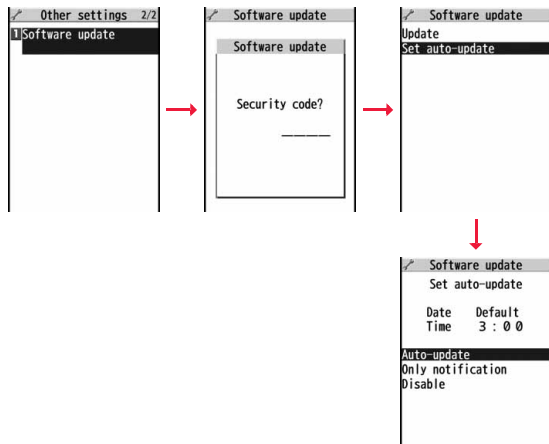 Other settings 2/2
1 Software update
Software update
Software update
Security code?
____
Software update
Update
Set auto-update
Software update
Set auto-update
Date Default
Time 3:00
Auto-update
Only notification
Disable